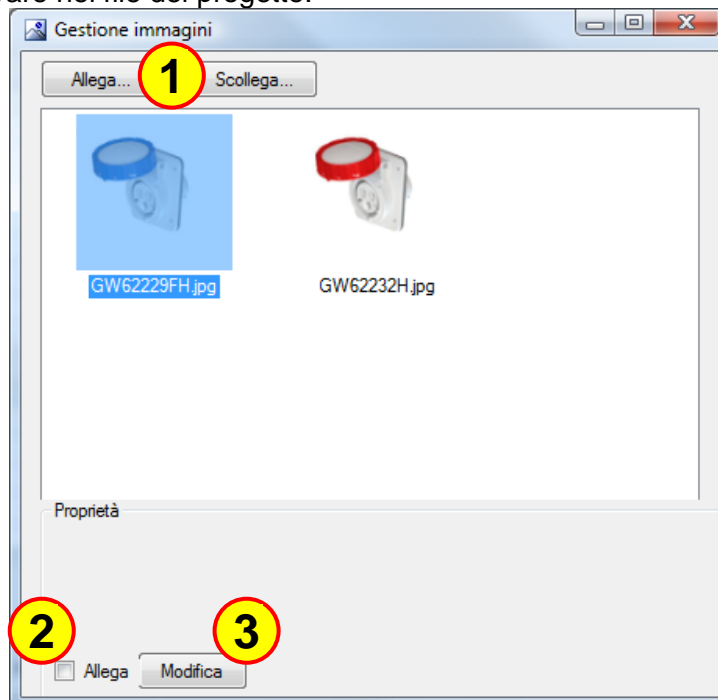 Gestione immagini
Allega... 1 Scollega...
GW62229FH.jpg GW62232H.jpg
Proprietà
2 3
Allega Modifica